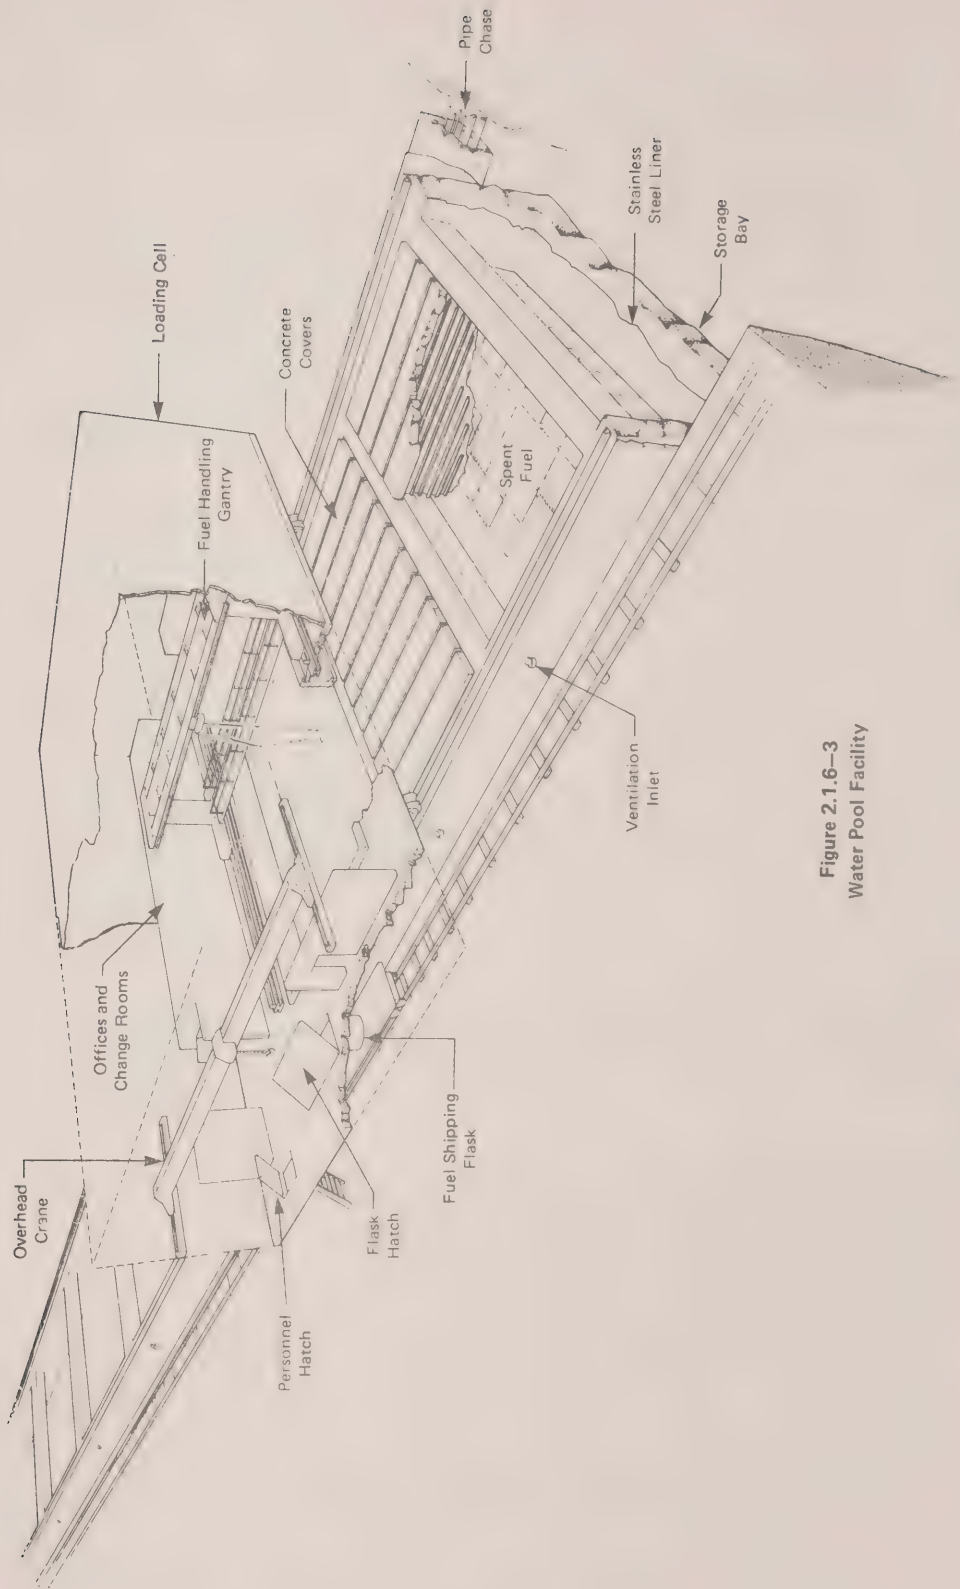 Overhead
Crane
Offices and
Change Rooms
Loading Cell
Fuel Handling
Gantry
Concrete
Covers
Pipe
Chase
Stainless
Steel Liner
Storage
Bay
Spent
Fuel
Ventilation
Inlet
Fuel Shipping
Flask
Flask
Hatch
Personnel
Hatch
Figure 2.1.6—3
Water Pool Facility